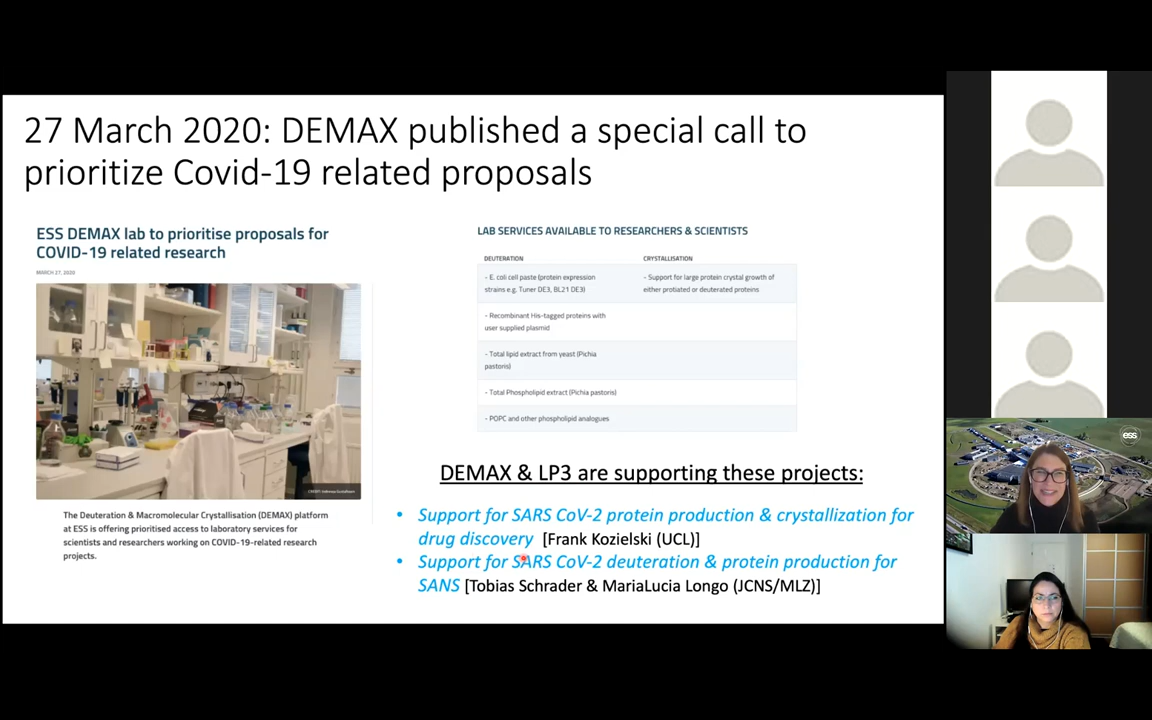 27 March 2020: DEMAX published a special call to
prioritize Covid-19 related proposals
ESS DEMAX lab to prioritise proposals for
COVID-19 related research
MARCH 27, 2020
The Deuteration & Macromolecular Crystallisation (DEMAX) platform
at ESS is offering prioritised access to laboratory services for
scientists and researchers working on COVID-19-related research
projects.
LAB SERVICES AVAILABLE TO RESEARCHERS & SCIENTISTS
DEUTERATION
CRYSTALLISATION
- E. coli cell paste (protein expression
strains e.g. Tuner DE3, BL21 DE3)
- Support for large protein crystal growth of
either protiated or deuterated proteins
- Recombinant His-tagged proteins with
user supplied plasmid
- Total lipid extract from yeast (Pichia
pastoris)
- Total Phospholipid extract (Pichia pastoris)
- POPC and other phospholipid analogues
DEMAX & LP3 are supporting these projects:
• Support for SARS CoV-2 protein production & crystallization for
drug discovery [Frank Kozielski (UCL)]
• Support for SARS CoV-2 deuteration & protein production for
SANS [Tobias Schrader & MariaLucia Longo (JCNS/MLZ)]
ess